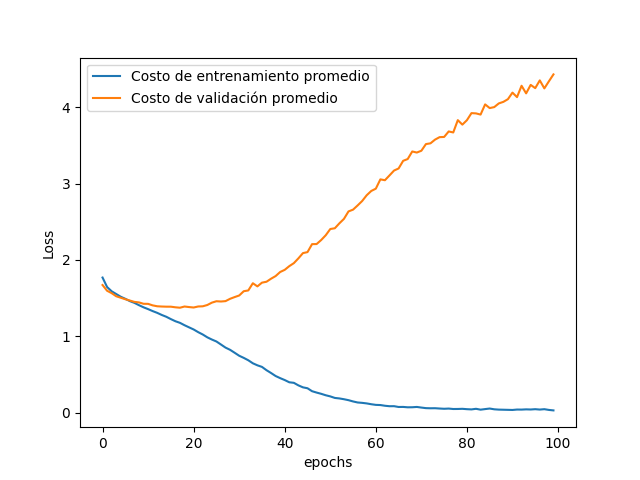 Costo de entrenamiento promedio
Costo de validación promedio
4
3
2
1
0
Loss
0 20 40 60 80 100
epochs